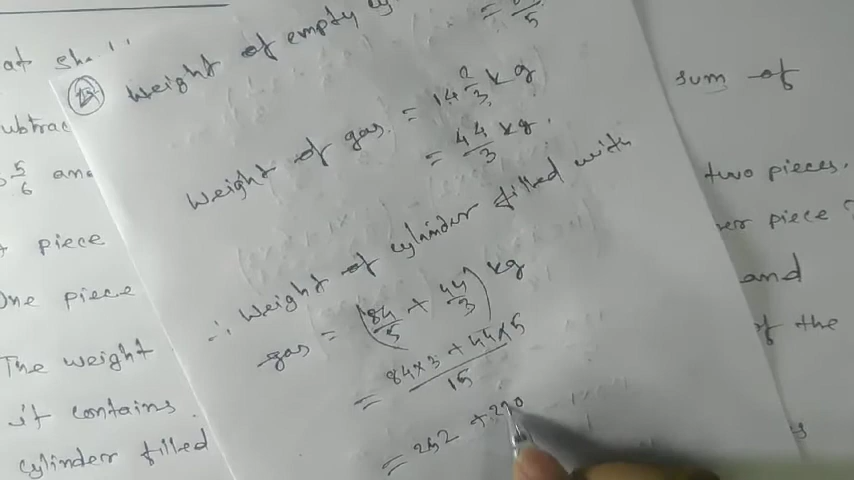 Weight of empty cy
= /5
Weight of gas = 14 2/3 kg
= 44/3 kg.
∴ Weight of cylinder filled with
gas = (84/5 + 44/3) kg
= 84×3 + 44×5 / 15
= 252 + 220
at sh
ubtrac
5/6 and
piece
One piece
The weight
it contains
cylinder filled
sum of
two pieces.
er piece ?
and
of the